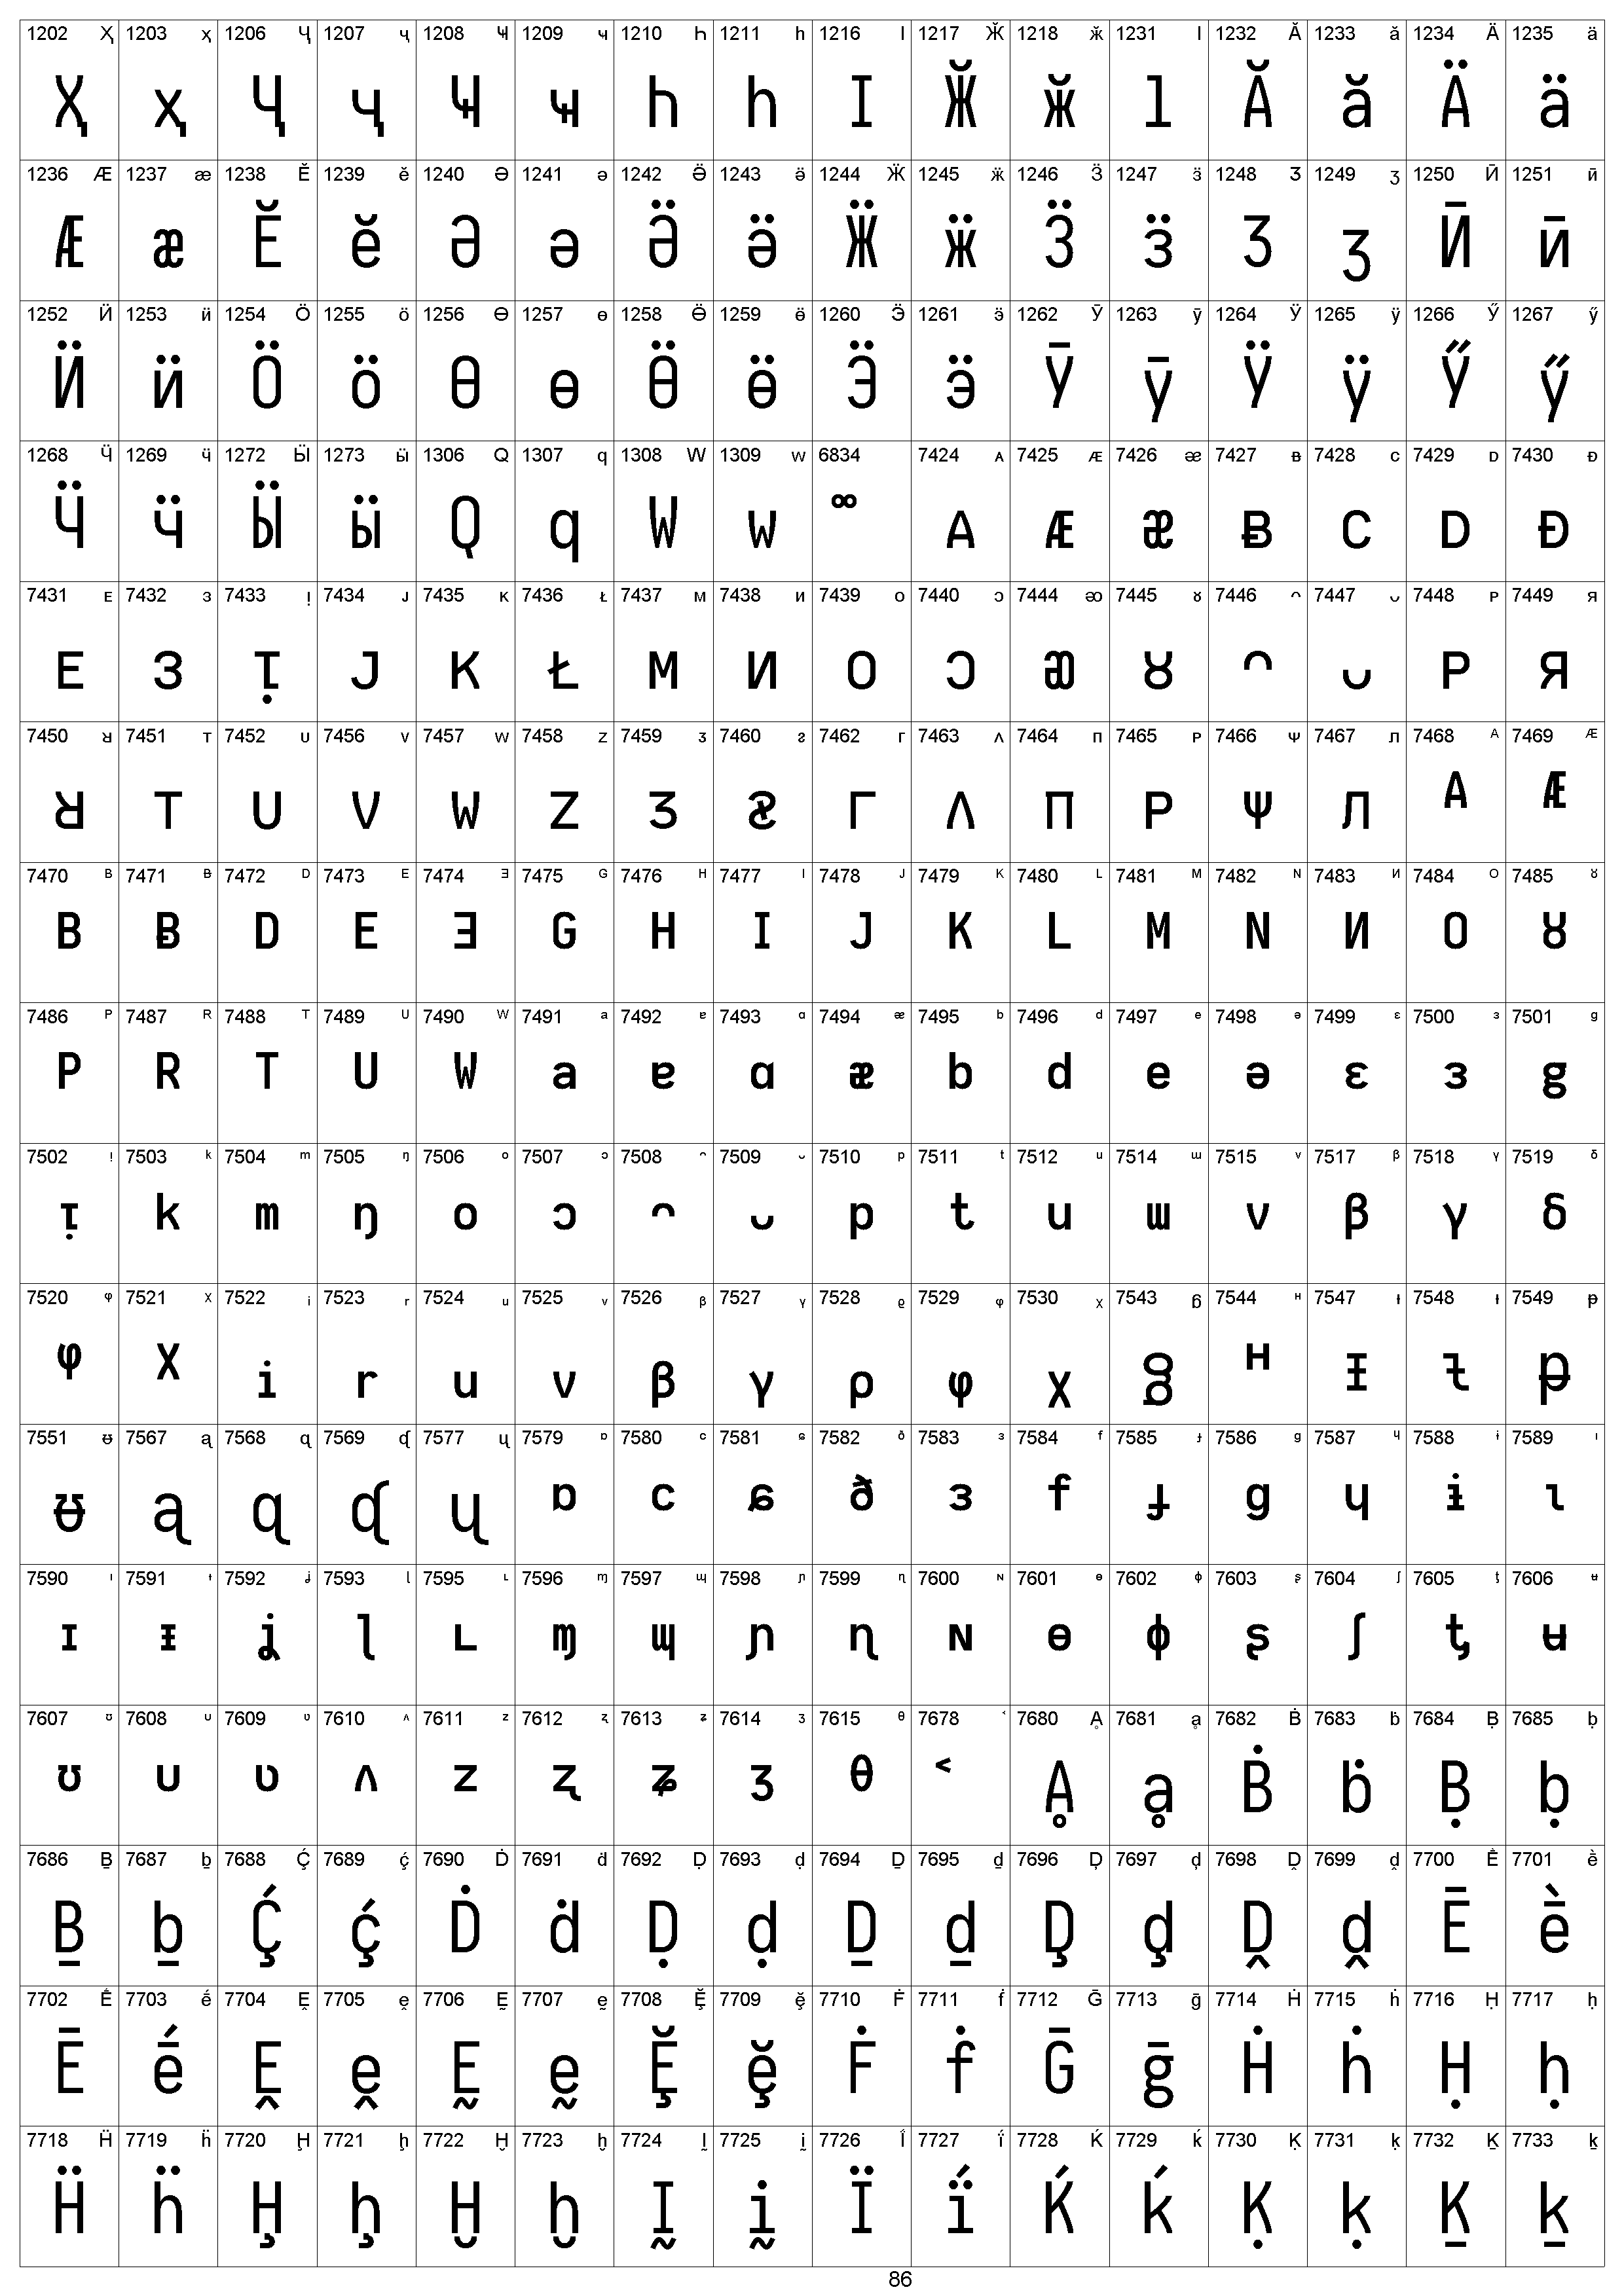 1202 Ҳ 1203 ҳ 1206 Ҷ 1207 ҷ 1208 Ҹ 1209 ҹ 1210 Һ 1211 һ 1216 Ӏ 1217 Ӂ 1218 ӂ 1231 ӏ 1232 Ӑ 1233 ӑ 1234 Ӓ 1235 ӓ
Ҳ ҳ Ҷ ҷ Ҹ ҹ Һ һ Ӏ Ӂ ӂ ӏ Ӑ ӑ Ӓ ӓ
1236 Ӕ 1237 ӕ 1238 Ӗ 1239 ӗ 1240 Ә 1241 ә 1242 Ӛ 1243 ӛ 1244 Ӝ 1245 ӝ 1246 Ӟ 1247 ӟ 1248 Ӡ 1249 ӡ 1250 Ӣ 1251 ӣ
Ӕ ӕ Ӗ ӗ Ә ә Ӛ ӛ Ӝ ӝ Ӟ ӟ Ӡ ӡ Ӣ ӣ
1252 Ӥ 1253 ӥ 1254 Ӧ 1255 ӧ 1256 Ө 1257 ө 1258 Ӫ 1259 ӫ 1260 Ӭ 1261 ӭ 1262 Ӯ 1263 ӯ 1264 Ӱ 1265 ӱ 1266 Ӳ 1267 ӳ
Ӥ ӥ Ӧ ӧ Ө ө Ӫ ӫ Ӭ ӭ Ӯ ӯ Ӱ ӱ Ӳ ӳ
1268 Ӵ 1269 ӵ 1272 Ӹ 1273 ӹ 1306 Ԛ 1307 ԛ 1308 Ԝ 1309 ԝ 6834 7424 ᴀ 7425 ᴁ 7426 ᴂ 7427 ᴃ 7428 ᴄ 7429 ᴅ 7430 ᴆ
Ӵ ӵ Ӹ ӹ Ԛ ԛ Ԝ ԝ ᪲ ᴀ ᴁ ᴂ ᴃ ᴄ ᴅ ᴆ
7431 ᴇ 7432 ᴈ 7433 ᴉ 7434 ᴊ 7435 ᴋ 7436 ᴌ 7437 ᴍ 7438 ᴎ 7439 ᴏ 7440 ᴐ 7444 ᴔ 7445 ᴕ 7446 ᴖ 7447 ᴗ 7448 ᴘ 7449 ᴙ
ᴇ ᴈ ᴉ ᴊ ᴋ ᴌ ᴍ ᴎ ᴏ ᴐ ᴔ ᴕ ᴖ ᴗ ᴘ ᴙ
7450 ᴚ 7451 ᴛ 7452 ᴜ 7456 ᴠ 7457 ᴡ 7458 ᴢ 7459 ᴣ 7460 ᴤ 7462 ᴦ 7463 ᴧ 7464 ᴨ 7465 ᴩ 7466 ᴪ 7467 ᴫ 7468 ᴬ 7469 ᴭ
ᴚ ᴛ ᴜ ᴠ ᴡ ᴢ ᴣ ᴤ ᴦ ᴧ ᴨ ᴩ ᴪ ᴫ ᴬ ᴭ
7470 ᴮ 7471 ᴯ 7472 ᴰ 7473 ᴱ 7474 ᴲ 7475 ᴳ 7476 ᴴ 7477 ᴵ 7478 ᴶ 7479 ᴷ 7480 ᴸ 7481 ᴹ 7482 ᴺ 7483 ᴻ 7484 ᴼ 7485 ᴽ
ᴮ ᴯ ᴰ ᴱ ᴲ ᴳ ᴴ ᴵ ᴶ ᴷ ᴸ ᴹ ᴺ ᴻ ᴼ ᴽ
7486 ᴾ 7487 ᴿ 7488 ᵀ 7489 ᵁ 7490 ᵂ 7491 ᵃ 7492 ᵄ 7493 ᵅ 7494 ᵆ 7495 ᵇ 7496 ᵈ 7497 ᵉ 7498 ᵊ 7499 ᵋ 7500 ᵌ 7501 ᵍ
ᴾ ᴿ ᵀ ᵁ ᵂ ᵃ ᵄ ᵅ ᵆ ᵇ ᵈ ᵉ ᵊ ᵋ ᵌ ᵍ
7502 ᵎ 7503 ᵏ 7504 ᵐ 7505 ᵑ 7506 ᵒ 7507 ᵓ 7508 ᵔ 7509 ᵕ 7510 ᵖ 7511 ᵗ 7512 ᵘ 7514 ᵚ 7515 ᵛ 7517 ᵝ 7518 ᵞ 7519 ᵟ
ᵎ ᵏ ᵐ ᵑ ᵒ ᵓ ᵔ ᵕ ᵖ ᵗ ᵘ ᵚ ᵛ ᵝ ᵞ ᵟ
7520 ᵠ 7521 ᵡ 7522 ᵢ 7523 ᵣ 7524 ᵤ 7525 ᵥ 7526 ᵦ 7527 ᵧ 7528 ᵨ 7529 ᵩ 7530 ᵪ 7543 ᵷ 7544 ᵸ 7547 ᵻ 7548 ᵼ 7549 ᵽ
ᵠ ᵡ ᵢ ᵣ ᵤ ᵥ ᵦ ᵧ ᵨ ᵩ ᵪ ᵷ ᵸ ᵻ ᵼ ᵽ
7551 ᵿ 7567 ᶏ 7568 ᶐ 7569 ᶑ 7577 ᶙ 7579 ᶛ 7580 ᶜ 7581 ᶝ 7582 ᶞ 7583 ᶟ 7584 ᶠ 7585 ᶡ 7586 ᶢ 7587 ᶣ 7588 ᶤ 7589 ᶥ
ᵿ ᶏ ᶐ ᶑ ᶙ ᶛ ᶜ ᶝ ᶞ ᶟ ᶠ ᶡ ᶢ ᶣ ᶤ ᶥ
7590 ᶦ 7591 ᶧ 7592 ᶨ 7593 ᶩ 7595 ᶫ 7596 ᶬ 7597 ᶭ 7598 ᶮ 7599 ᶯ 7600 ᶰ 7601 ᶱ 7602 ᶲ 7603 ᶳ 7604 ᶴ 7605 ᶵ 7606 ᶶ
ᶦ ᶧ ᶨ ᶩ ᶫ ᶬ ᶭ ᶮ ᶯ ᶰ ᶱ ᶲ ᶳ ᶴ ᶵ ᶶ
7607 ᶷ 7608 ᶸ 7609 ᶹ 7610 ᶺ 7611 ᶻ 7612 ᶼ 7613 ᶽ 7614 ᶾ 7615 ᶿ 7678 ᷾ 7680 Ḁ 7681 ḁ 7682 Ḃ 7683 ḃ 7684 Ḅ 7685 ḅ
ᶷ ᶸ ᶹ ᶺ ᶻ ᶼ ᶽ ᶾ ᶿ ᷾ Ḁ ḁ Ḃ ḃ Ḅ ḅ
7686 Ḇ 7687 ḇ 7688 Ḉ 7689 ḉ 7690 Ḋ 7691 ḋ 7692 Ḍ 7693 ḍ 7694 Ḏ 7695 ḏ 7696 Ḑ 7697 ḑ 7698 Ḓ 7699 ḓ 7700 Ḕ 7701 ḕ
Ḇ ḇ Ḉ ḉ Ḋ ḋ Ḍ ḍ Ḏ ḏ Ḑ ḑ Ḓ ḓ Ē ḕ
7702 Ḗ 7703 ḗ 7704 Ḙ 7705 ḙ 7706 Ḛ 7707 ḛ 7708 Ḝ 7709 ḝ 7710 Ḟ 7711 ḟ 7712 Ḡ 7713 ḡ 7714 Ḣ 7715 ḣ 7716 Ḥ 7717 ḥ
Ē ḗ Ḙ ḙ Ḛ ḛ Ḝ ḝ Ḟ ḟ Ḡ ḡ Ḣ ḣ Ḥ ḥ
7718 Ḧ 7719 ḧ 7720 Ḩ 7721 ḩ 7722 Ḫ 7723 ḫ 7724 Ḭ 7725 ḭ 7726 Ḯ 7727 ḯ 7728 Ḱ 7729 ḱ 7730 Ḳ 7731 ḳ 7732 Ḵ 7733 ḵ
Ḧ ḧ Ḩ ḩ Ḫ ḫ Ḭ ḭ Ï ḯ Ḱ ḱ Ḳ ḳ Ḵ ḵ
86